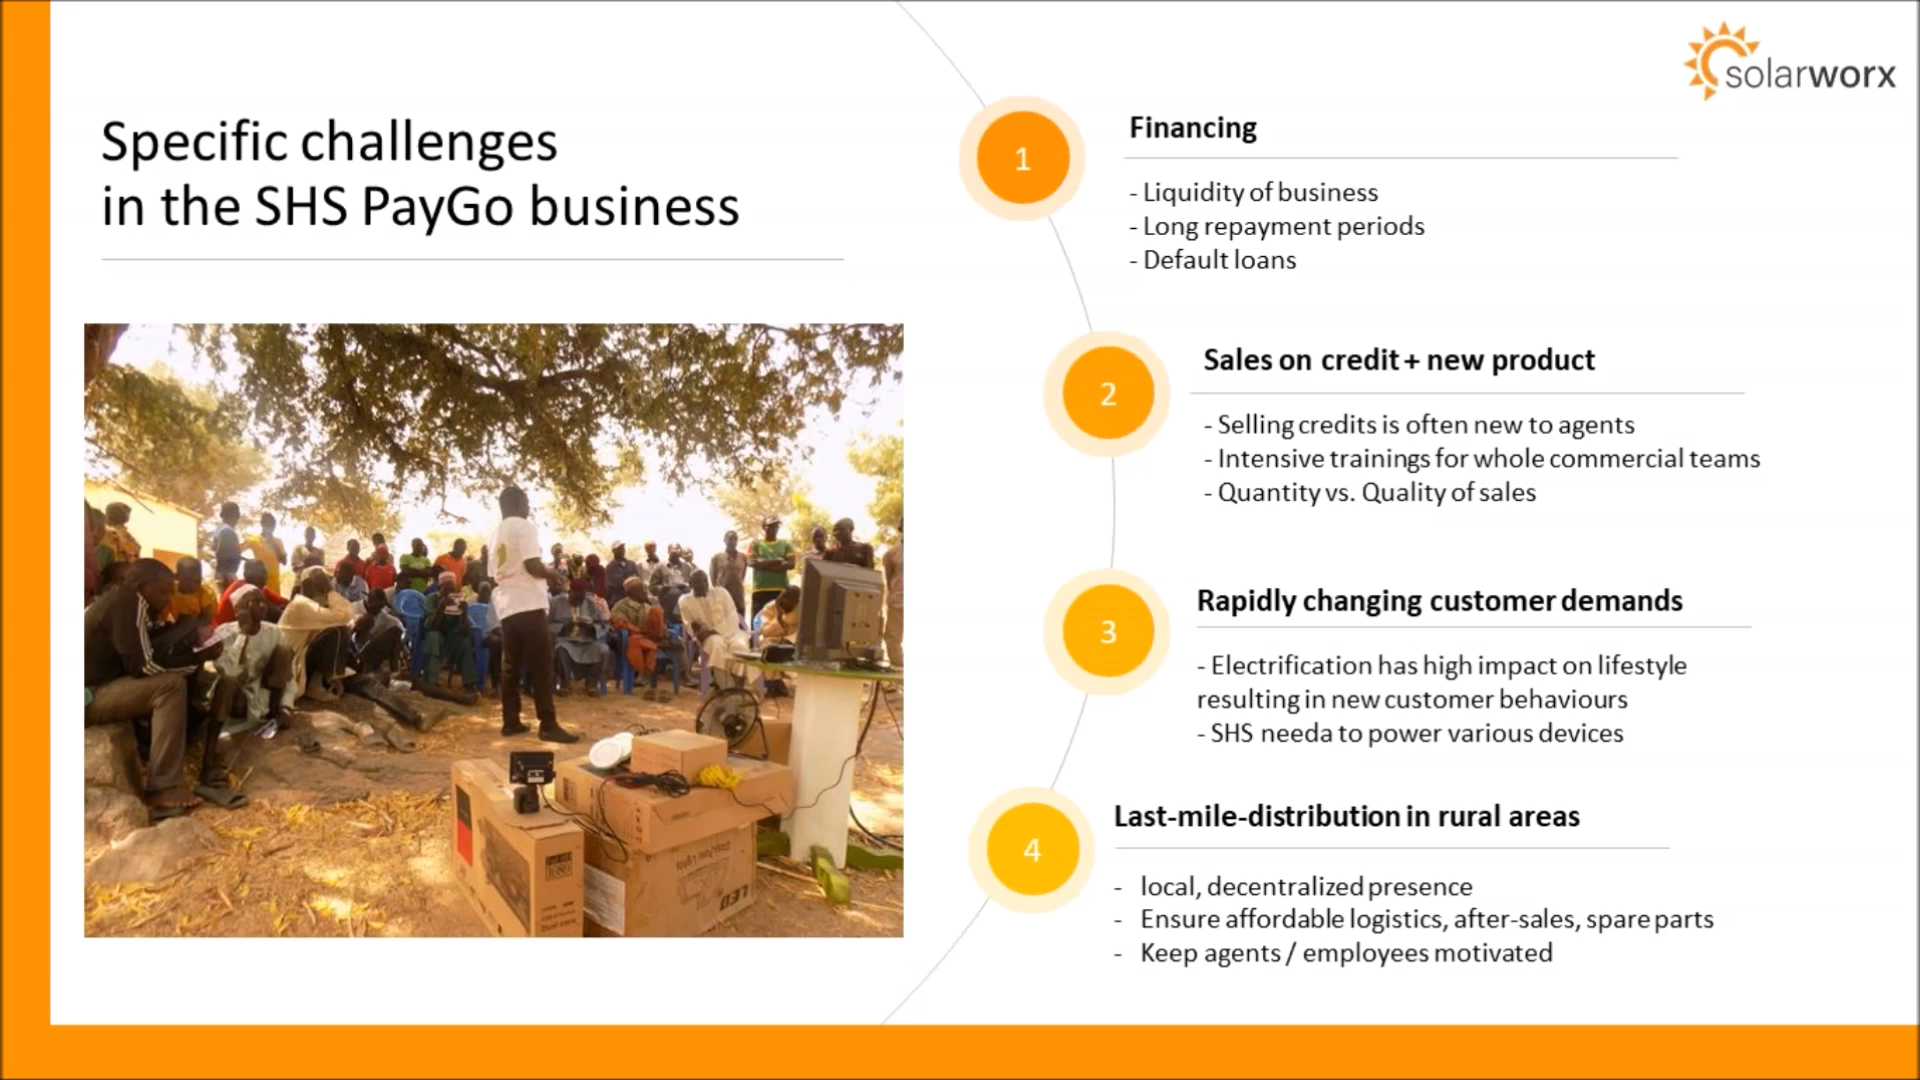 solarworx
Specific challenges
in the SHS PayGo business
1
Financing
- Liquidity of business
- Long repayment periods
- Default loans
2
Sales on credit + new product
- Selling credits is often new to agents
- Intensive trainings for whole commercial teams
- Quantity vs. Quality of sales
3
Rapidly changing customer demands
- Electrification has high impact on lifestyle
resulting in new customer behaviours
- SHS needa to power various devices
4
Last-mile-distribution in rural areas
- local, decentralized presence
- Ensure affordable logistics, after-sales, spare parts
- Keep agents / employees motivated
LED